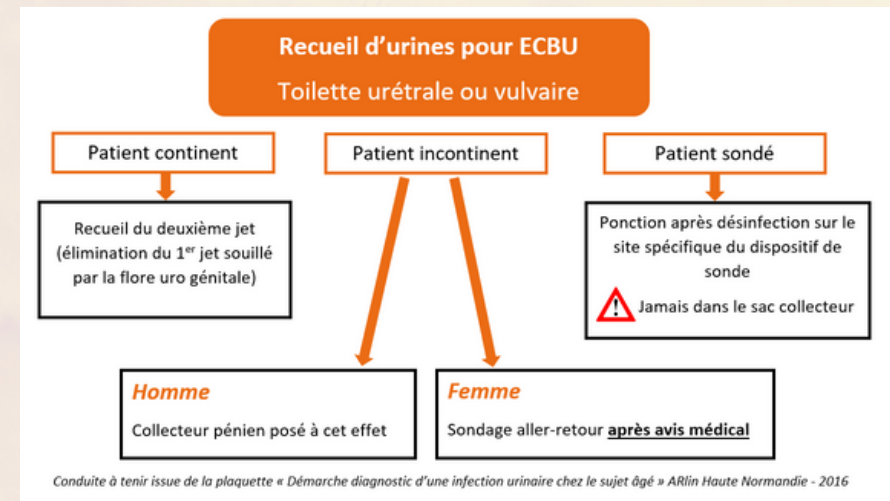 Recueil d'urines pour ECBU
Toilette urétrale ou vulvaire
Patient continent
Patient incontinent
Patient sondé
Recueil du deuxième jet
(élimination du 1er jet souillé
par la flore uro génitale)
Ponction après désinfection sur le
site spécifique du dispositif de
sonde
! Jamais dans le sac collecteur
Homme
Collecteur pénien posé à cet effet
Femme
Sondage aller-retour après avis médical
Conduite à tenir issue de la plaquette « Démarche diagnostic d'une infection urinaire chez le sujet âgé » ARlin Haute Normandie - 2016